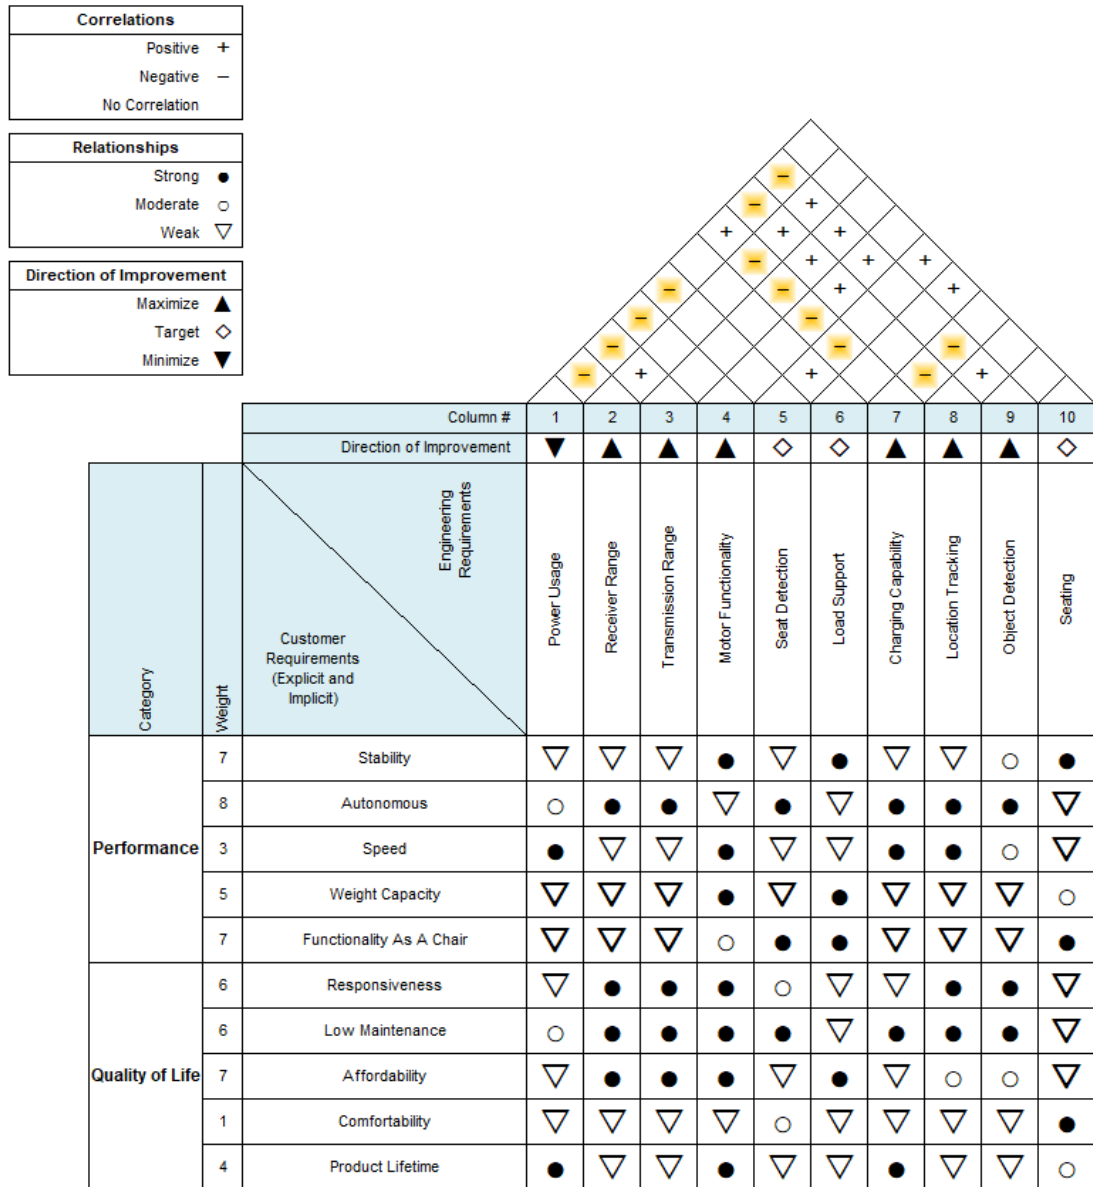 Correlations
Positive +
Negative −
No Correlation
Relationships
Strong ●
Moderate ○
Weak ▽
Direction of Improvement
Maximize ▲
Target ◇
Minimize ▼
Column # 1 2 3 4 5 6 7 8 9 10
Direction of Improvement ▼ ▲ ▲ ▲ ◇ ◇ ▲ ▲ ▲ ◇
Category
Weight
Engineering
Requirements
Customer
Requirements
(Explicit and
Implicit)
Power Usage
Receiver Range
Transmission Range
Motor Functionality
Seat Detection
Load Support
Charging Capability
Location Tracking
Object Detection
Seating
Performance
7 Stability ▽ ▽ ▽ ● ▽ ● ▽ ▽ ○ ●
8 Autonomous ○ ● ● ▽ ● ▽ ● ● ● ▽
3 Speed ● ▽ ▽ ● ▽ ▽ ● ● ○ ▽
5 Weight Capacity ▽ ▽ ▽ ● ▽ ● ▽ ▽ ▽ ○
7 Functionality As A Chair ▽ ▽ ▽ ○ ● ● ▽ ▽ ▽ ●
Quality of Life
6 Responsiveness ▽ ● ● ● ○ ▽ ▽ ● ● ▽
6 Low Maintenance ○ ● ● ● ● ▽ ● ● ● ▽
7 Affordability ▽ ● ● ● ▽ ● ▽ ○ ○ ▽
1 Comfortability ▽ ▽ ▽ ▽ ○ ▽ ▽ ▽ ▽ ●
4 Product Lifetime ● ▽ ▽ ● ▽ ▽ ● ▽ ▽ ○